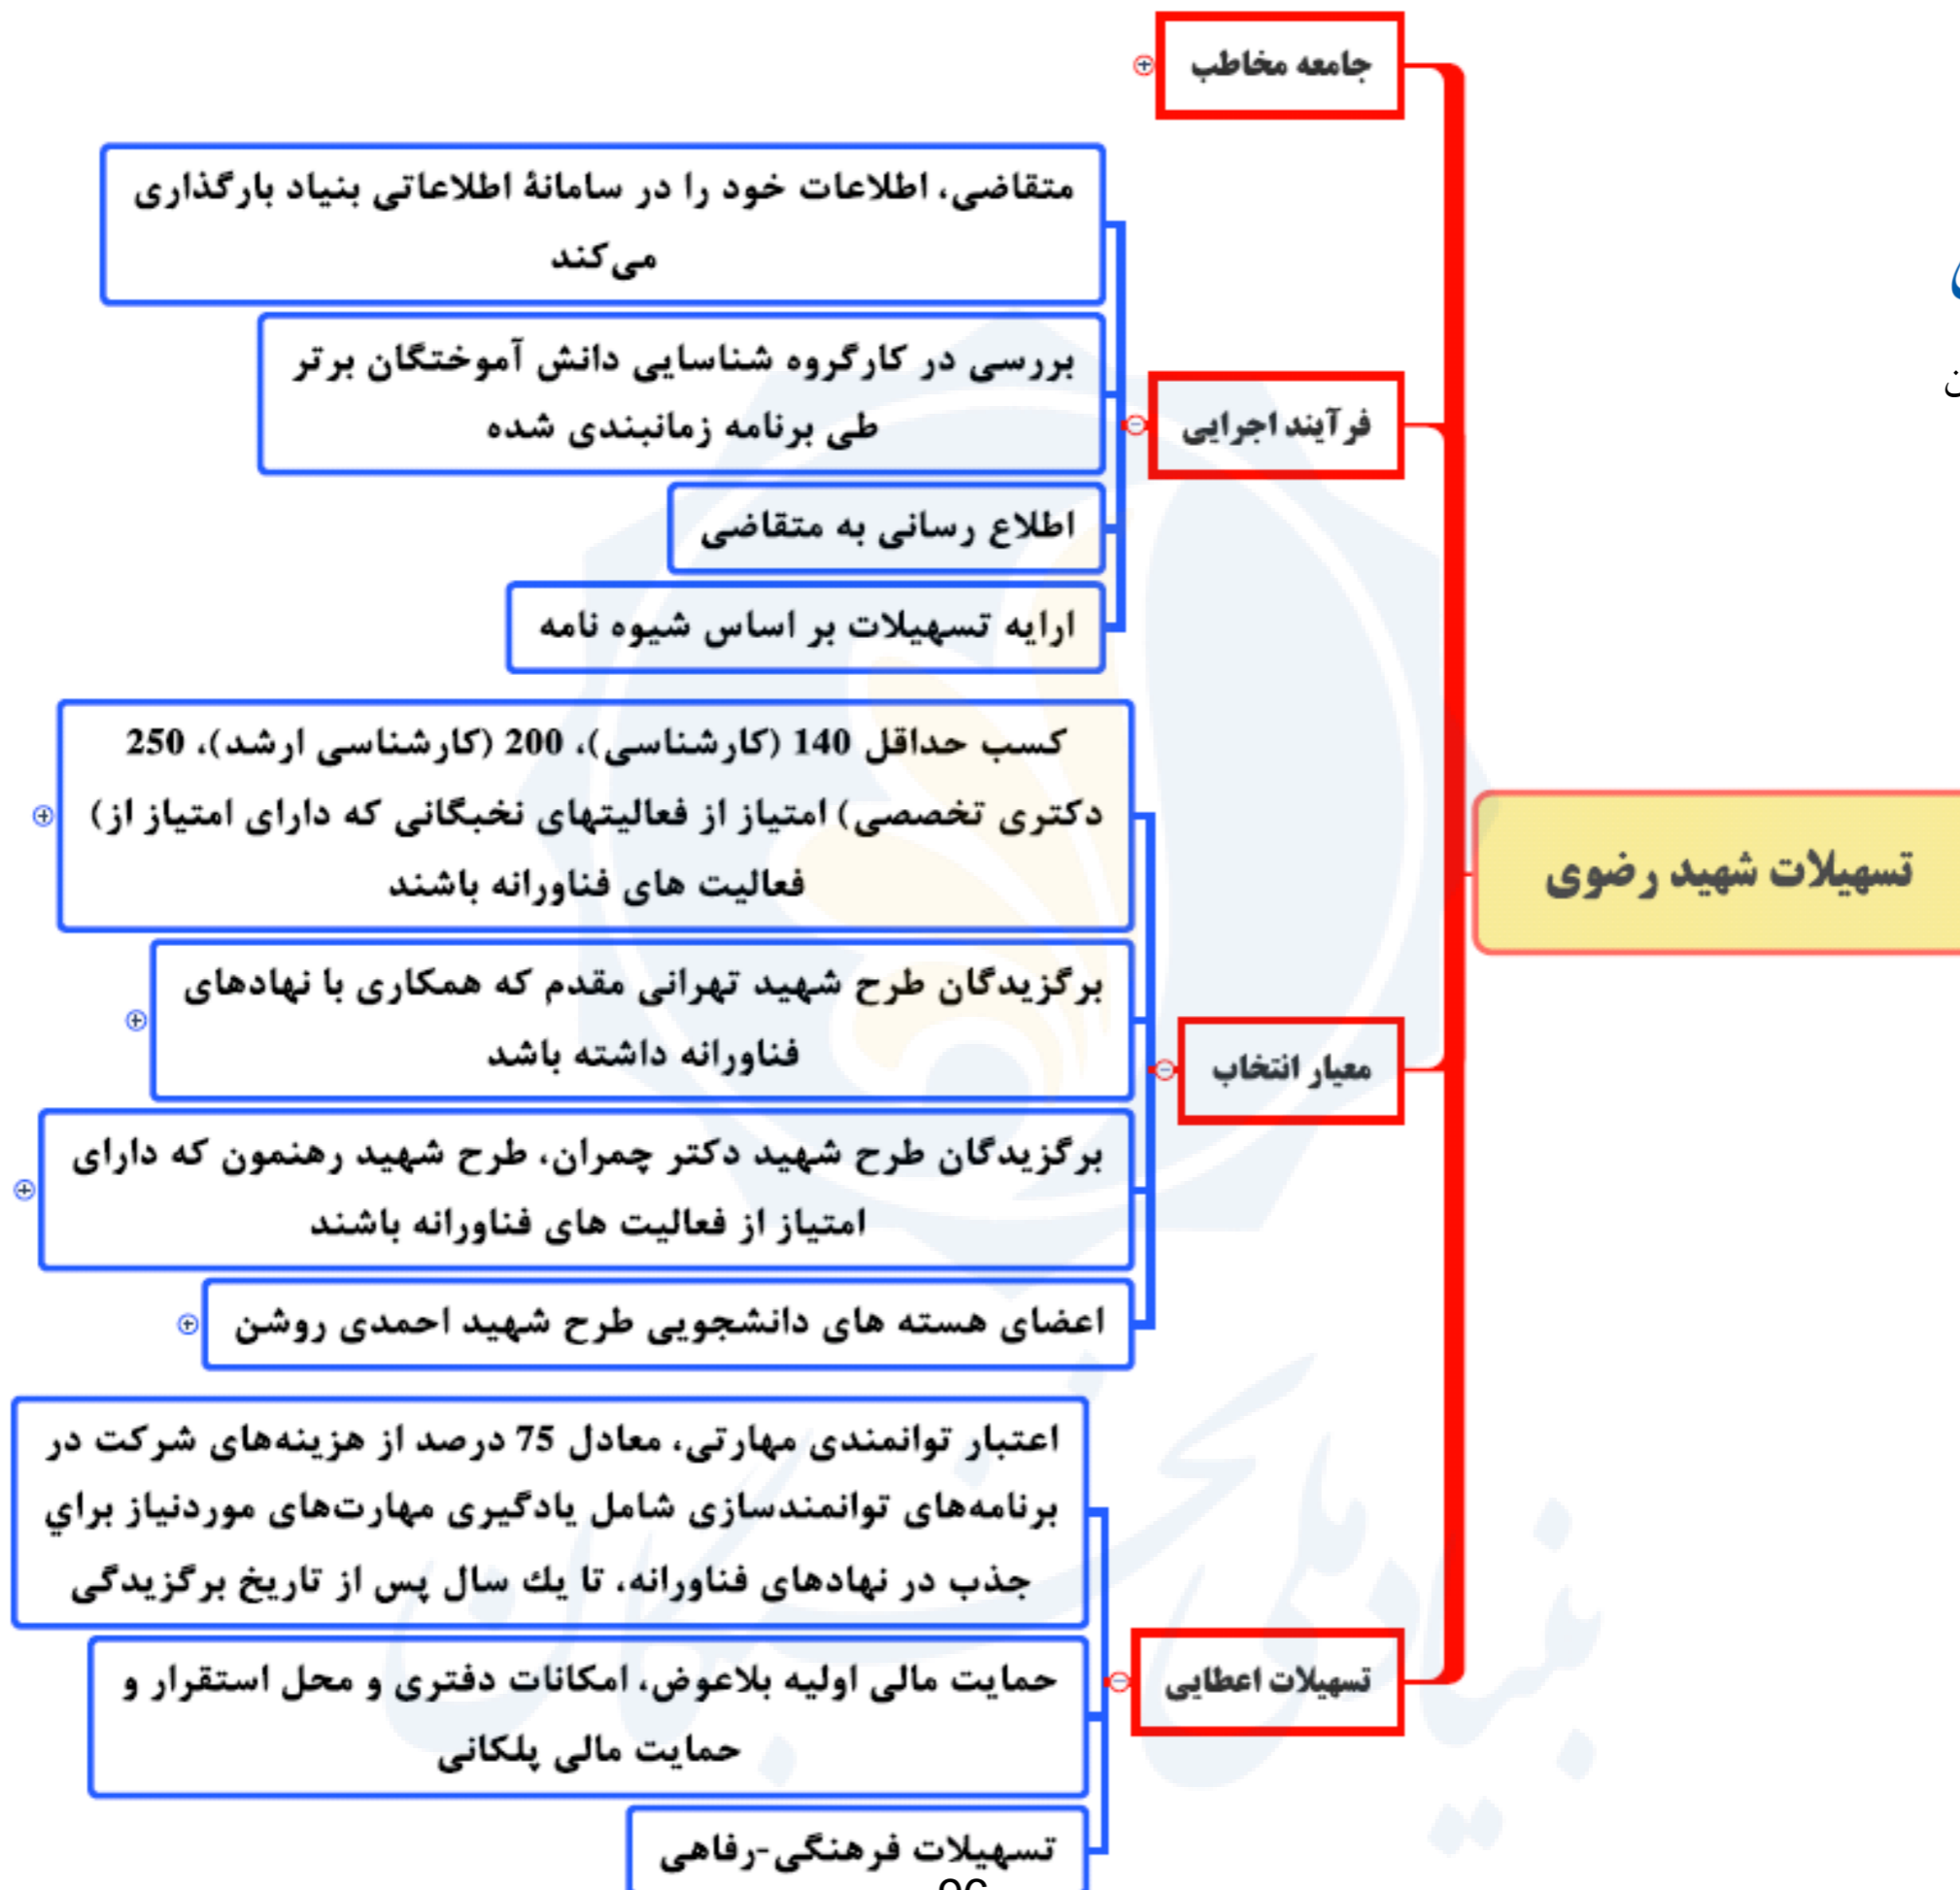 تسهیلات شهید رضوی
جامعه مخاطب
فرآیند اجرایی
متقاضی، اطلاعات خود را در سامانهٔ اطلاعاتی بنیاد بارگذاری
می‌کند
بررسی در کارگروه شناسایی دانش آموختگان برتر
طی برنامه زمانبندی شده
اطلاع رسانی به متقاضی
ارایه تسهیلات بر اساس شیوه نامه
معیار انتخاب
کسب حداقل 140 (کارشناسی)، 200 (کارشناسی ارشد)، 250
دکتری تخصصی) امتیاز از فعالیتهای نخبگانی که دارای امتیاز از)
فعالیت های فناورانه باشند
برگزیدگان طرح شهید تهرانی مقدم که همکاری با نهادهای
فناورانه داشته باشد
برگزیدگان طرح شهید دکتر چمران، طرح شهید رهنمون که دارای
امتیاز از فعالیت های فناورانه باشند
اعضای هسته های دانشجویی طرح شهید احمدی روشن
تسهیلات اعطایی
اعتبار توانمندی مهارتی، معادل 75 درصد از هزینه‌های شرکت در
برنامه‌های توانمندسازی شامل یادگیری مهارت‌های موردنیاز براي
جذب در نهادهای فناورانه، تا يك سال پس از تاریخ برگزیدگی
حمایت مالی اولیه بلاعوض، امکانات دفتری و محل استقرار و
حمایت مالی پلکانی
تسهیلات فرهنگی-رفاهی
بنیاد ملی نخبگان